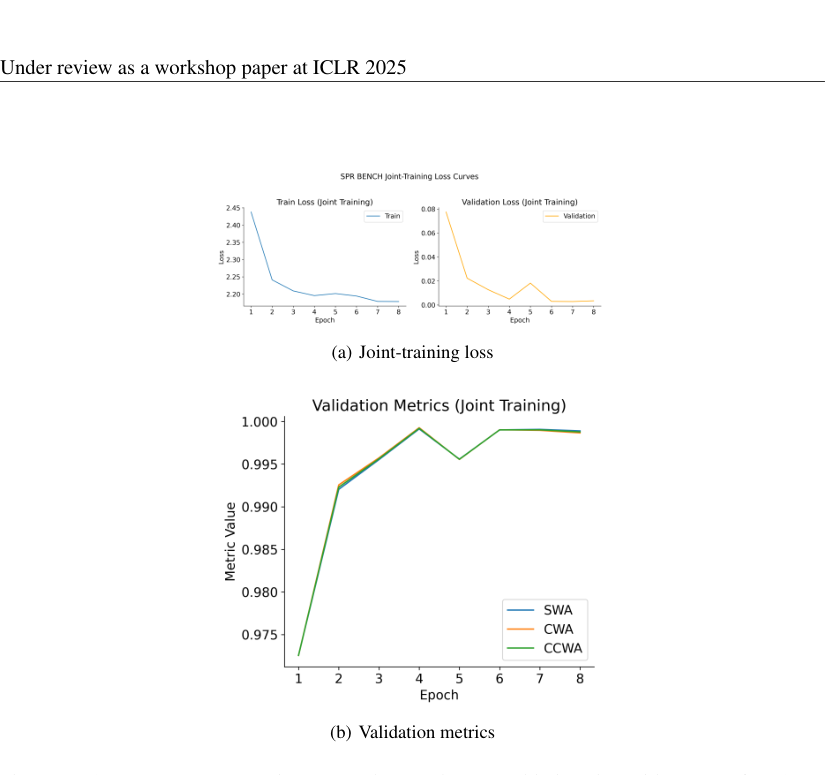 Under review as a workshop paper at ICLR 2025
SPR BENCH Joint-Training Loss Curves
Train Loss (Joint Training)
2.45
2.40
2.35
2.30
2.25
2.20
Loss
Train
1 2 3 4 5 6 7 8
Epoch
Validation Loss (Joint Training)
0.08
0.06
0.04
0.02
0.00
Loss
Validation
1 2 3 4 5 6 7 8
Epoch
(a) Joint-training loss
Validation Metrics (Joint Training)
1.000
0.995
0.990
0.985
0.980
0.975
Metric Value
SWA
CWA
CCWA
1 2 3 4 5 6 7 8
Epoch
(b) Validation metrics